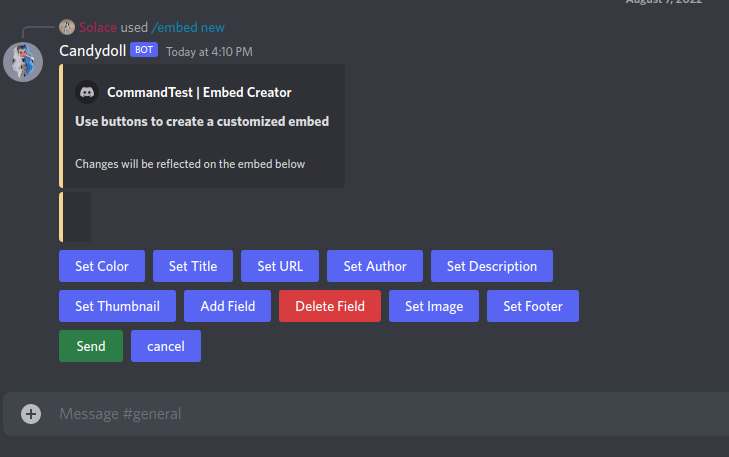 August 7, 2022
Solace used /embed new
Candydoll BOT Today at 4:10 PM
CommandTest | Embed Creator
Use buttons to create a customized embed
Changes will be reflected on the embed below
Set Color Set Title Set URL Set Author Set Description
Set Thumbnail Add Field Delete Field Set Image Set Footer
Send cancel
Message #general